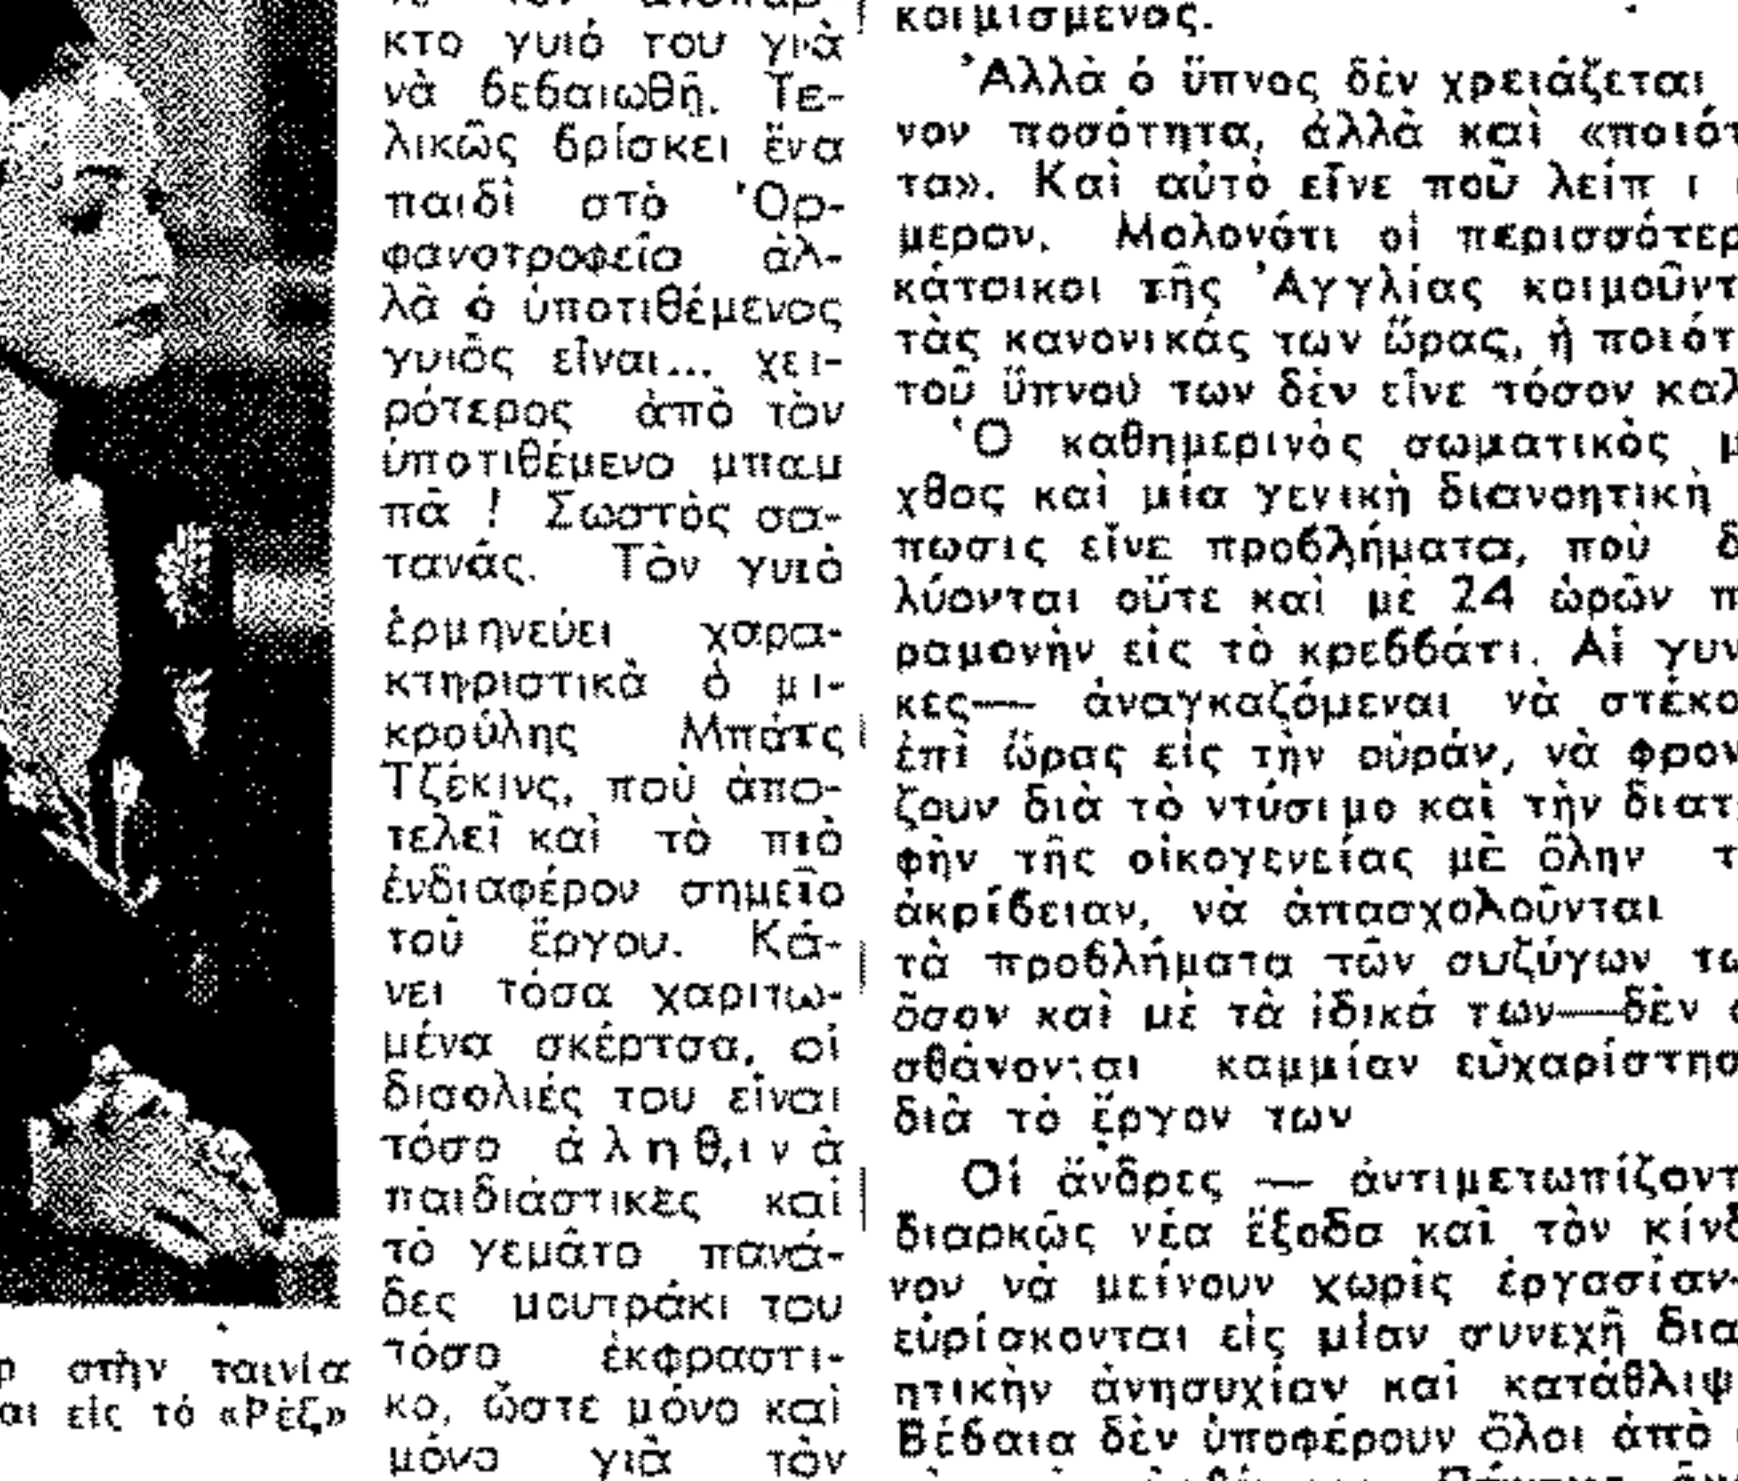 κτο γυιό του γιὰ
νὰ βεβαιωθῆ. Τε-
λικῶς βρίσκει ἕνα
παιδὶ στὸ Ὀρ-
φανοτροφεῖο ἀλ-
λὰ ὁ ὑποτιθέμενος
γυιὸς εἶναι... χει-
ρότερος ἀπὸ τὸν
ὑποτιθέμενο μπαμ
πᾶ ! Σωστὸς σα-
τανᾶς. Τὸν γυιὸ
ἑρμηνεύει χαρα-
κτηριστικὰ ὁ μι-
κρούλης Μπάτς
Τζέκινς, ποὺ ἀπο-
τελεῖ καὶ τὸ πιὸ
ἐνδιαφέρον σημεῖο
τοῦ ἔργου. Κά-
νει τόσα χαριτω-
μένα σκέρτσα, οἱ
διαολιές του εἶναι
τόσο ἀληθινὰ
παιδιάστικες καὶ
τὸ γεμᾶτο πανά-
δες μουτράκι του
τόσο ἐκφραστι-
κο, ὥστε μόνο καὶ
μόνο γιὰ τὸν
στὴν ταινία
εἰς τὸ «Ρέξ»
κοιμισμένος.
Ἀλλὰ ὁ ὕπνος δὲν χρειάζεται
νον ποσότητα, ἀλλὰ καὶ «ποιότ
τα». Καὶ αὐτὸ εἶνε ποῦ λείπ ι
μερον. Μολονότι οἱ περισσότερ
κάτοικοι τῆς Ἀγγλίας κοιμοῦντ
τὰς κανονικάς των ὥρας, ἡ ποιότ
τοῦ ὕπνου των δὲν εἶνε τόσον καλ
Ὁ καθημερινὸς σωματικὸς μ
χθος καὶ μία γενικὴ διανοητικὴ
πωσις εἶνε προβλήματα, ποὺ δ
λύονται οὔτε καὶ μὲ 24 ὡρῶν π
ραμονὴν εἰς τὸ κρεββάτι. Αἱ γυν
κες— ἀναγκαζόμεναι νὰ στέκο
ἐπὶ ὥρας εἰς τὴν οὐράν, νὰ φρον
ζουν διὰ τὸ ντύσιμο καὶ τὴν διατ
φὴν τῆς οἰκογενείας μὲ ὅλην τ
ἀκρίβειαν, νὰ ἀπασχολοῦνται
τὰ προβλήματα τῶν συζύγων τω
ὅσον καὶ μὲ τὰ ἰδικά των—δὲν
σθάνονται καμμίαν εὐχαρίστησ
διὰ τὸ ἔργον των
Οἱ ἄνδρες — ἀντιμετωπίζοντ
διαρκῶς νέα ἔξοδα καὶ τὸν κίνδ
νον νὰ μείνουν χωρὶς ἐργασίαν-
εὑρίσκονται εἰς μίαν συνεχῆ δια
ητικὴν ἀνησυχίαν καὶ κατάθλιψ
Βέβαια δὲν ὑποφέρουν ὅλοι ἀπὸ